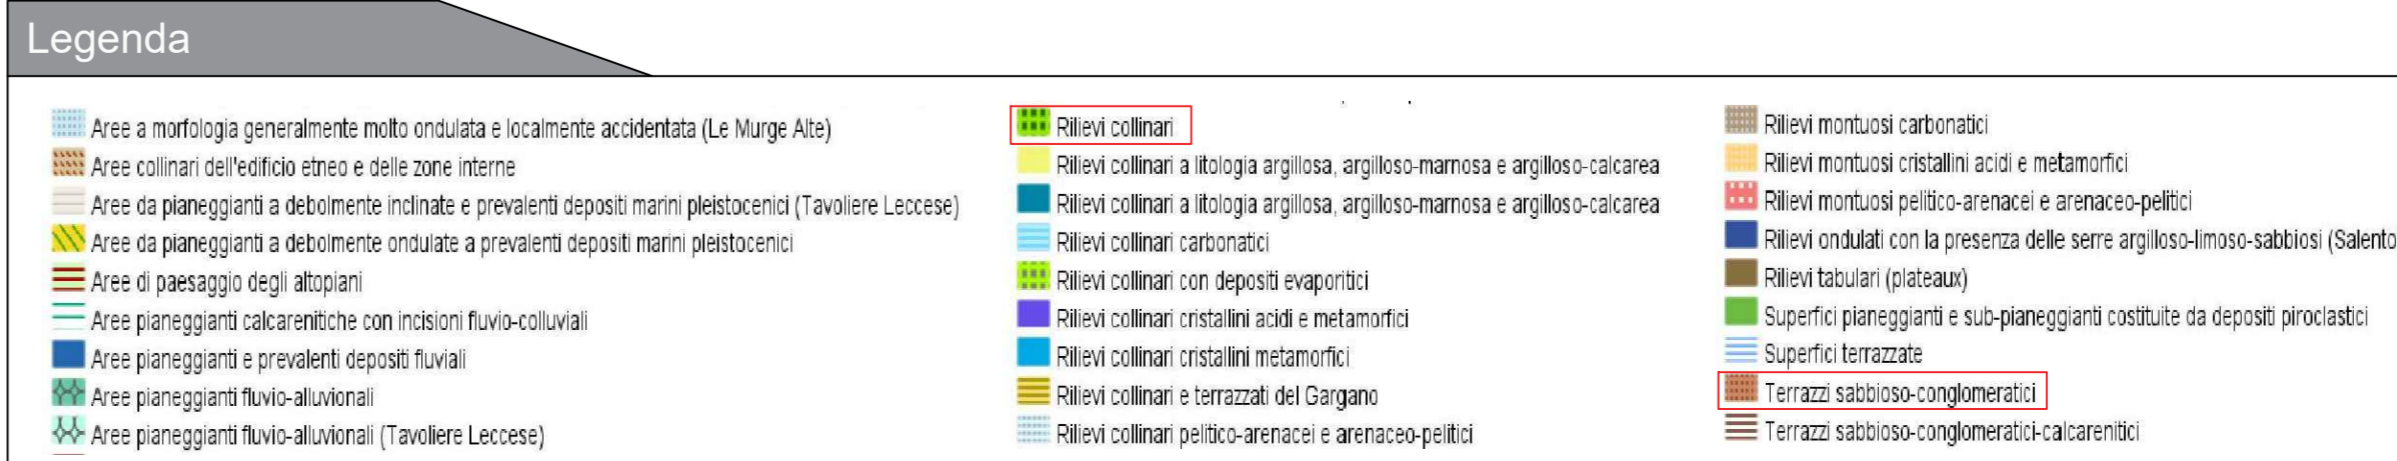 Legenda
Aree a morfologia generalmente molto ondulata e localmente accidentata (Le Murge Alte)
Aree collinari dell'edificio etneo e delle zone interne
Aree da pianeggianti a debolmente inclinate e prevalenti depositi marini pleistocenici (Tavoliere Leccese)
Aree da pianeggianti a debolmente ondulate a prevalenti depositi marini pleistocenici
Aree di paesaggio degli altopiani
Aree pianeggianti calcarenitiche con incisioni fluvio-colluviali
Aree pianeggianti e prevalenti depositi fluviali
Aree pianeggianti fluvio-alluvionali
Aree pianeggianti fluvio-alluvionali (Tavoliere Leccese)
Rilievi collinari
Rilievi collinari a litologia argillosa, argilloso-marnosa e argilloso-calcarea
Rilievi collinari a litologia argillosa, argilloso-marnosa e argilloso-calcarea
Rilievi collinari carbonatici
Rilievi collinari con depositi evaporitici
Rilievi collinari cristallini acidi e metamorfici
Rilievi collinari cristallini metamorfici
Rilievi collinari e terrazzati del Gargano
Rilievi collinari pelitico-arenacei e arenaceo-pelitici
Rilievi montuosi carbonatici
Rilievi montuosi cristallini acidi e metamorfici
Rilievi montuosi pelitico-arenacei e arenaceo-pelitici
Rilievi ondulati con la presenza delle serre argilloso-limoso-sabbiosi (Salento
Rilievi tabulari (plateaux)
Superfici pianeggianti e sub-pianeggianti costituite da depositi piroclastici
Superfici terrazzate
Terrazzi sabbioso-conglomeratici
Terrazzi sabbioso-conglomeratici-calcarenitici